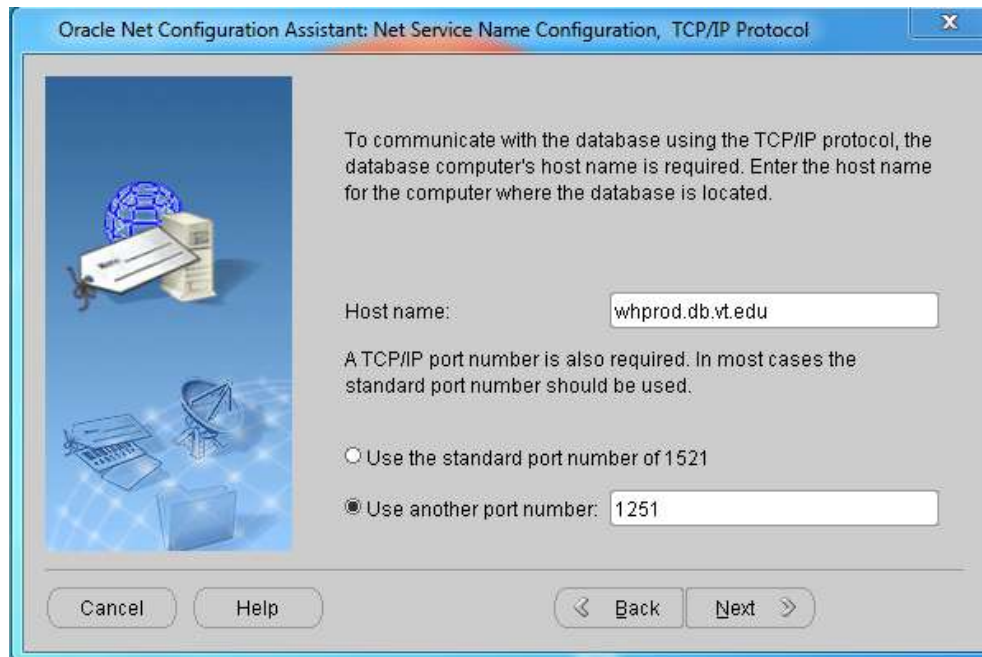 Oracle Net Configuration Assistant: Net Service Name Configuration, TCP/IP Protocol
X
To communicate with the database using the TCP/IP protocol, the
database computer's host name is required. Enter the host name
for the computer where the database is located.
Host name: whprod.db.vt.edu
A TCP/IP port number is also required. In most cases the
standard port number should be used.
Use the standard port number of 1521
Use another port number: 1251
Cancel Help Back Next